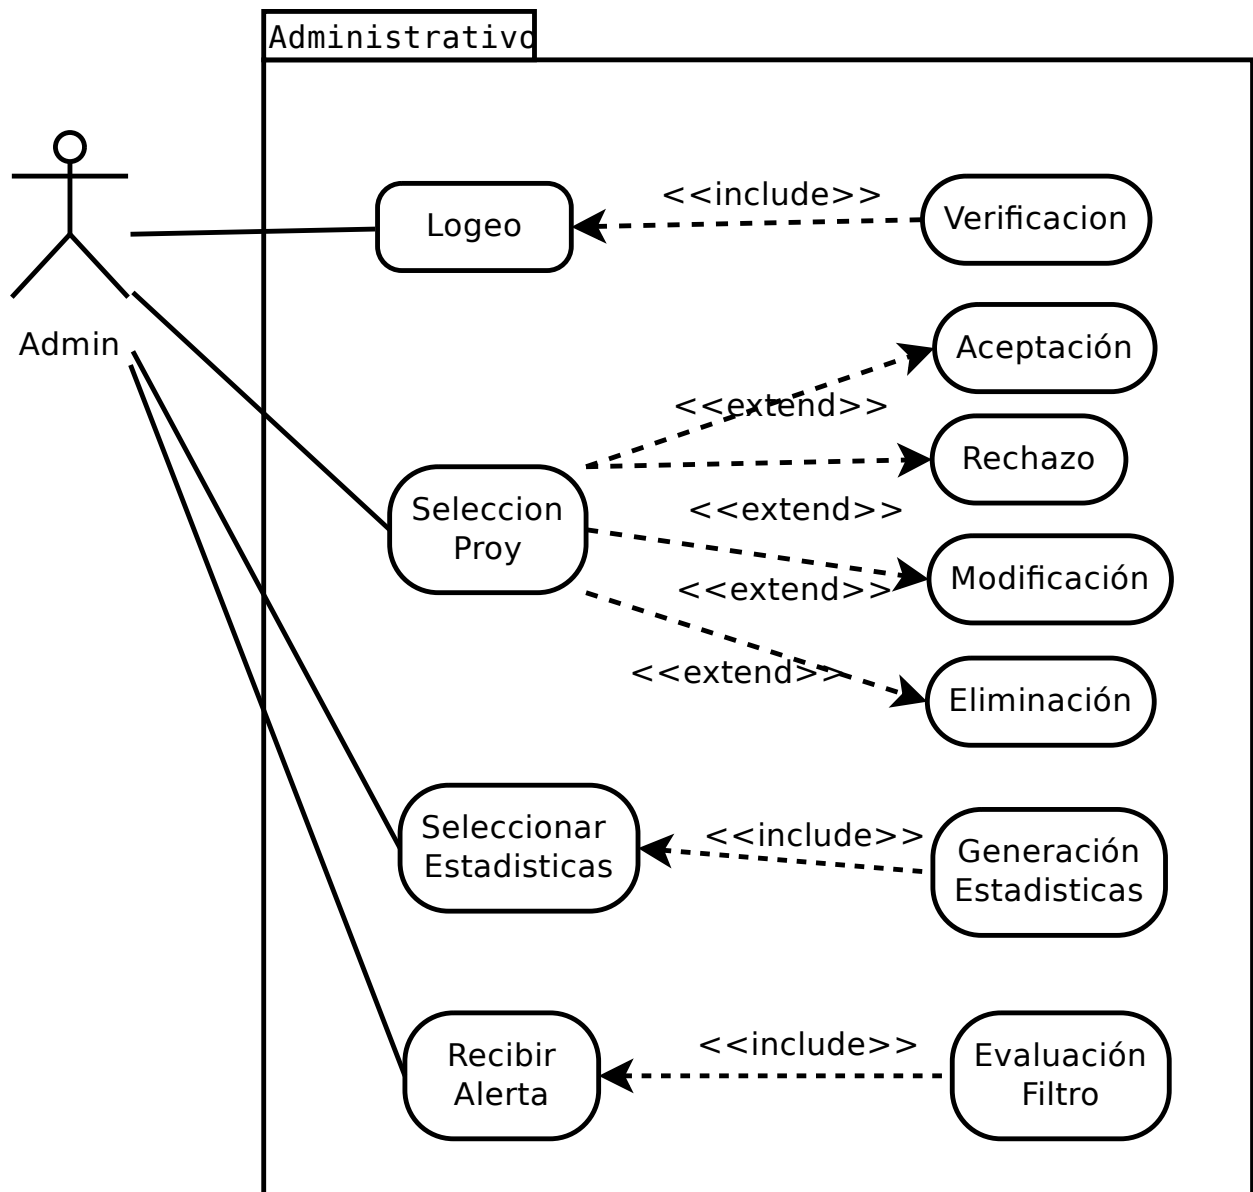 Administrativo
<<include>>
Logeo
Verificacion
Admin
Aceptación
<<extend>>
Rechazo
Seleccion
Proy
<<extend>>
Modificación
<<extend>>
<<extend>>
Eliminación
Seleccionar
Estadisticas
<<include>>
Generación
Estadisticas
Recibir
Alerta
<<include>>
Evaluación
Filtro